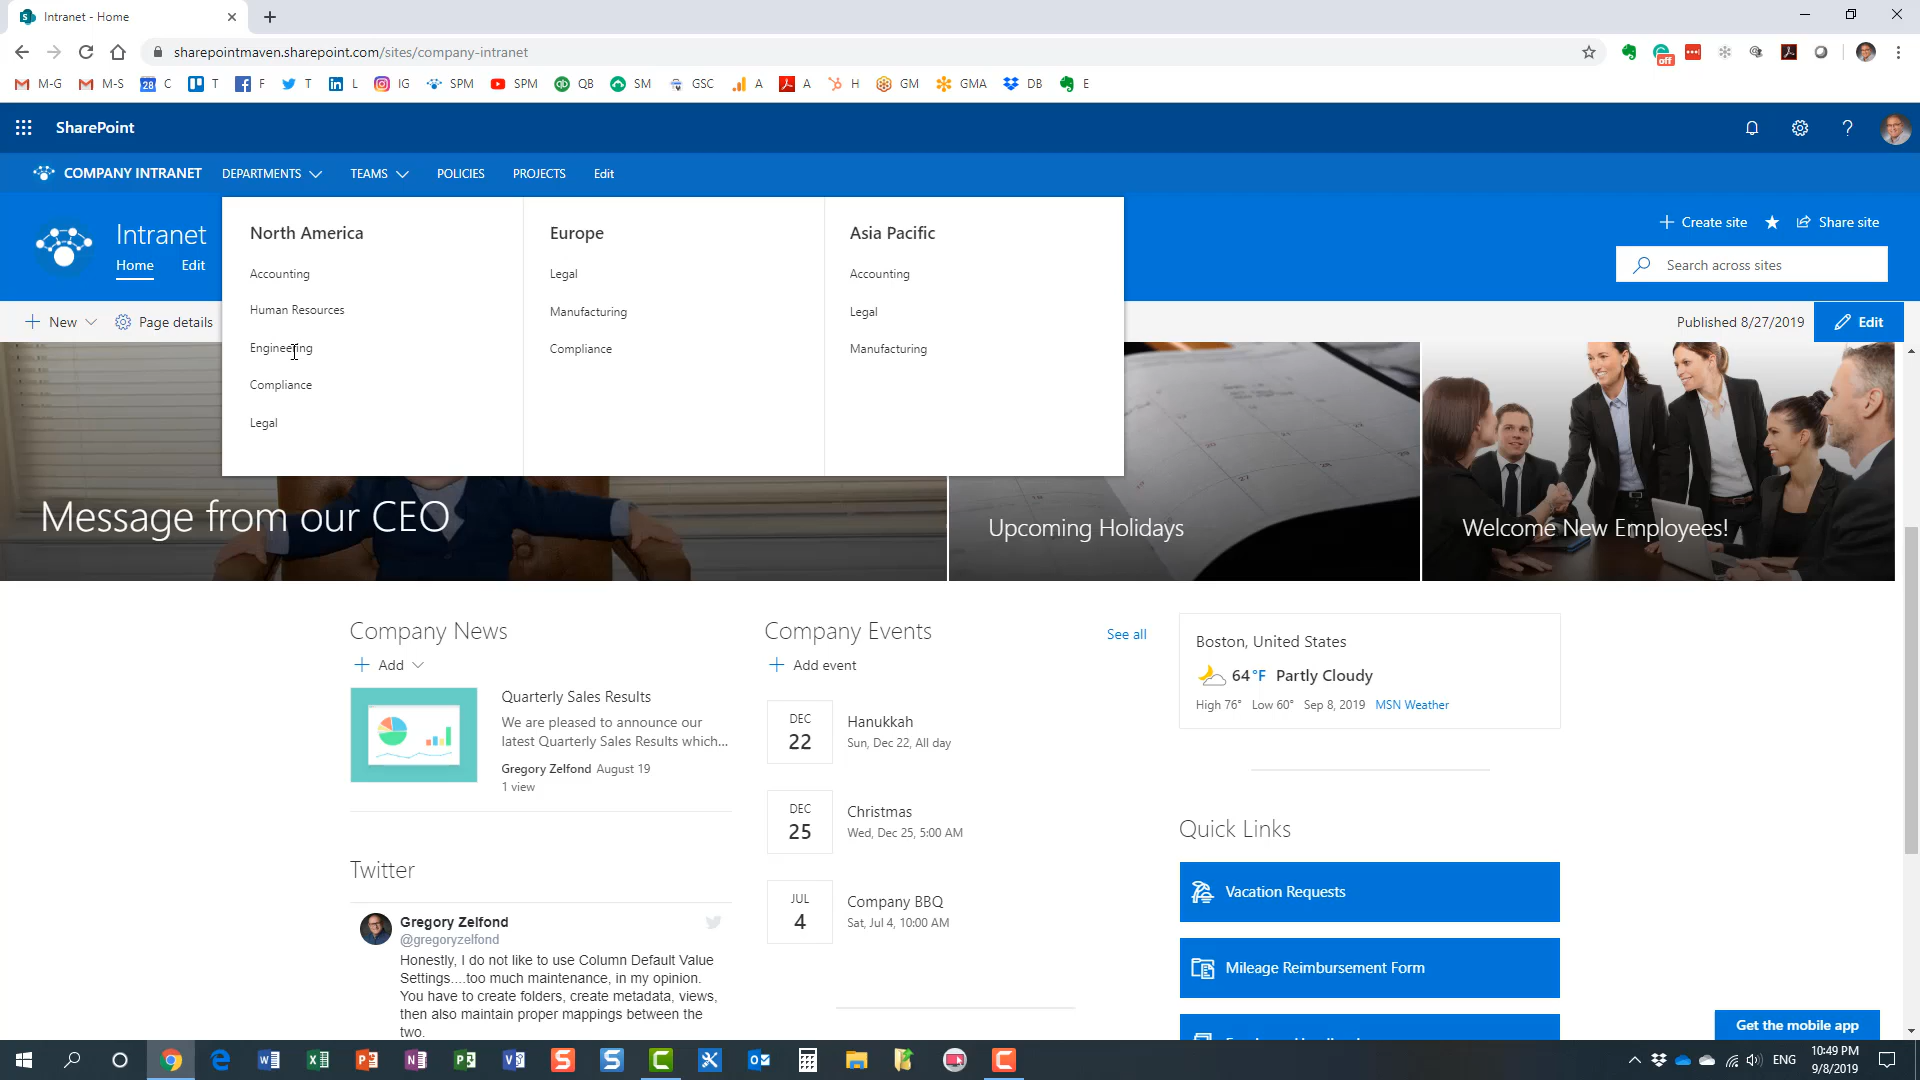 Intranet - Home
sharepointmaven.sharepoint.com/sites/company-intranet
off
M-G
M-S
28
C
T
F
T
L
IG
SPM
SPM
QB
SM
GSC
A
A
H
GM
GMA
DB
E
SharePoint
COMPANY INTRANET
DEPARTMENTS
TEAMS
POLICIES
PROJECTS
Edit
Intranet
Home
Edit
Create site
Share site
Search across sites
North America
Accounting
Human Resources
Engineering
Compliance
Legal
Europe
Legal
Manufacturing
Compliance
Asia Pacific
Accounting
Legal
Manufacturing
New
Page details
Published 8/27/2019
Edit
Message from our CEO
Upcoming Holidays
Welcome New Employees!
Company News
Add
Quarterly Sales Results
We are pleased to announce our
latest Quarterly Sales Results which...
Gregory Zelfond August 19
1 view
Twitter
Gregory Zelfond
@gregoryzelfond
Honestly, I do not like to use Column Default Value
Settings....too much maintenance, in my opinion.
You have to create folders, create metadata, views,
then also maintain proper mappings between the
two.
Company Events
See all
Add event
DEC
22
Hanukkah
Sun, Dec 22, All day
DEC
25
Christmas
Wed, Dec 25, 5:00 AM
JUL
4
Company BBQ
Sat, Jul 4, 10:00 AM
Boston, United States
64 °F Partly Cloudy
High 76° Low 60° Sep 8, 2019 MSN Weather
Quick Links
Vacation Requests
Mileage Reimbursement Form
Get the mobile app
ENG
10:49 PM
9/8/2019